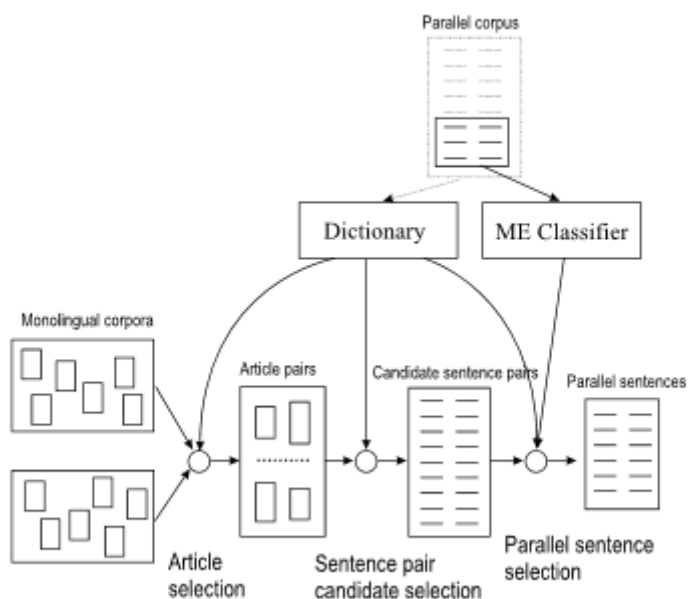 Parallel corpus
Dictionary
ME Classifier
Monolingual corpora
Article pairs
Candidate sentence pairs
Parallel sentences
Article
selection
Sentence pair
candidate selection
Parallel sentence
selection